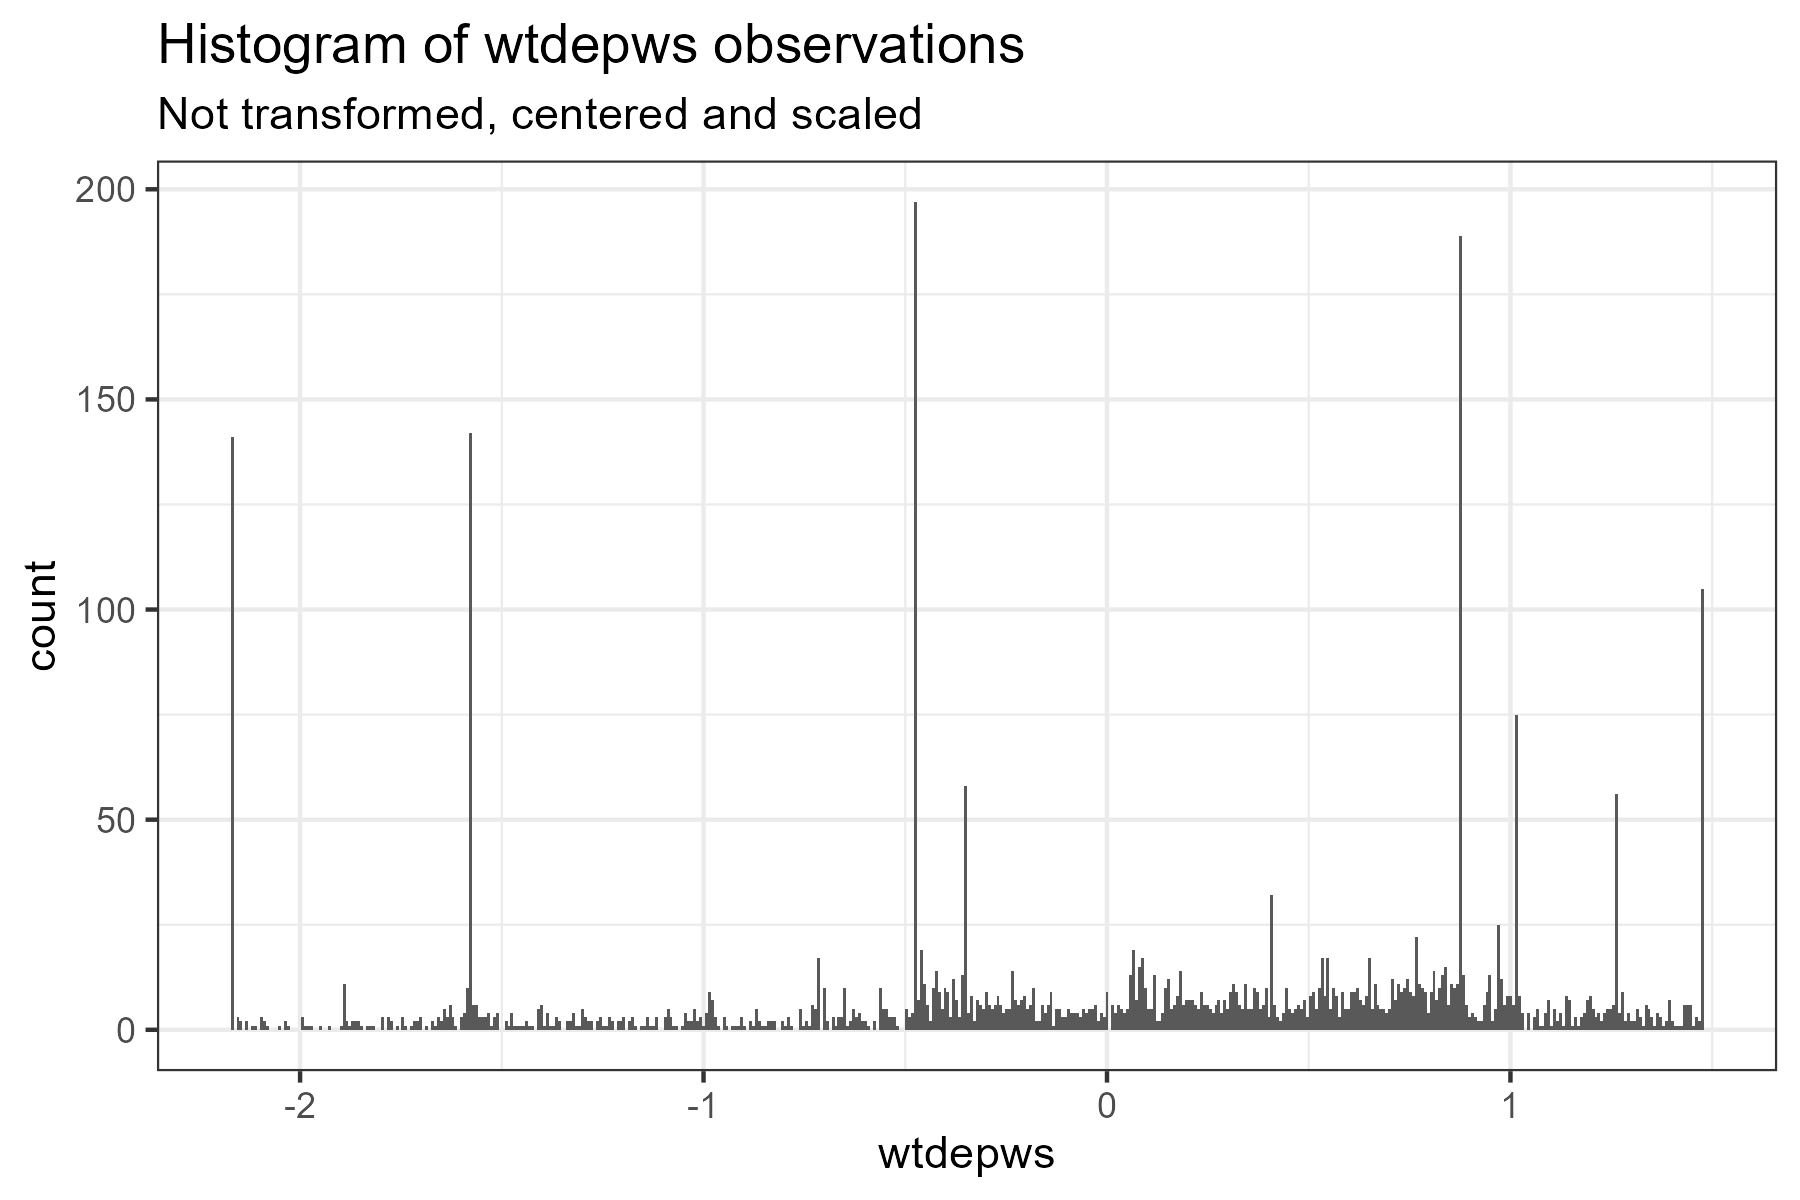 Histogram of wtdepws observations
Not transformed, centered and scaled
200
150
100
50
0
count
-2
-1
0
1
wtdepws